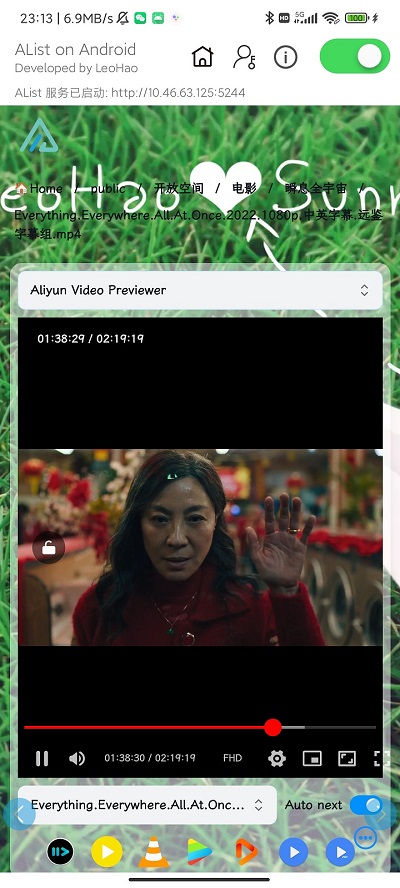 23:13 | 6.9MB/s
HD 5G 100
AList on Android
Developed by LeoHao
AList 服务已启动: http://10.46.63.125:5244
LeoHao Sunn
Home / public / 开放空间 / 电影 / 瞬息全宇宙 /
Everything.Everywhere.All.At.Once.2022.1080p.中英字幕.远鉴
字幕组.mp4
Aliyun Video Previewer
01:38:29 / 02:19:19
01:38:30 / 02:19:19 FHD
Everything.Everywhere.All.At.Onc... Auto next